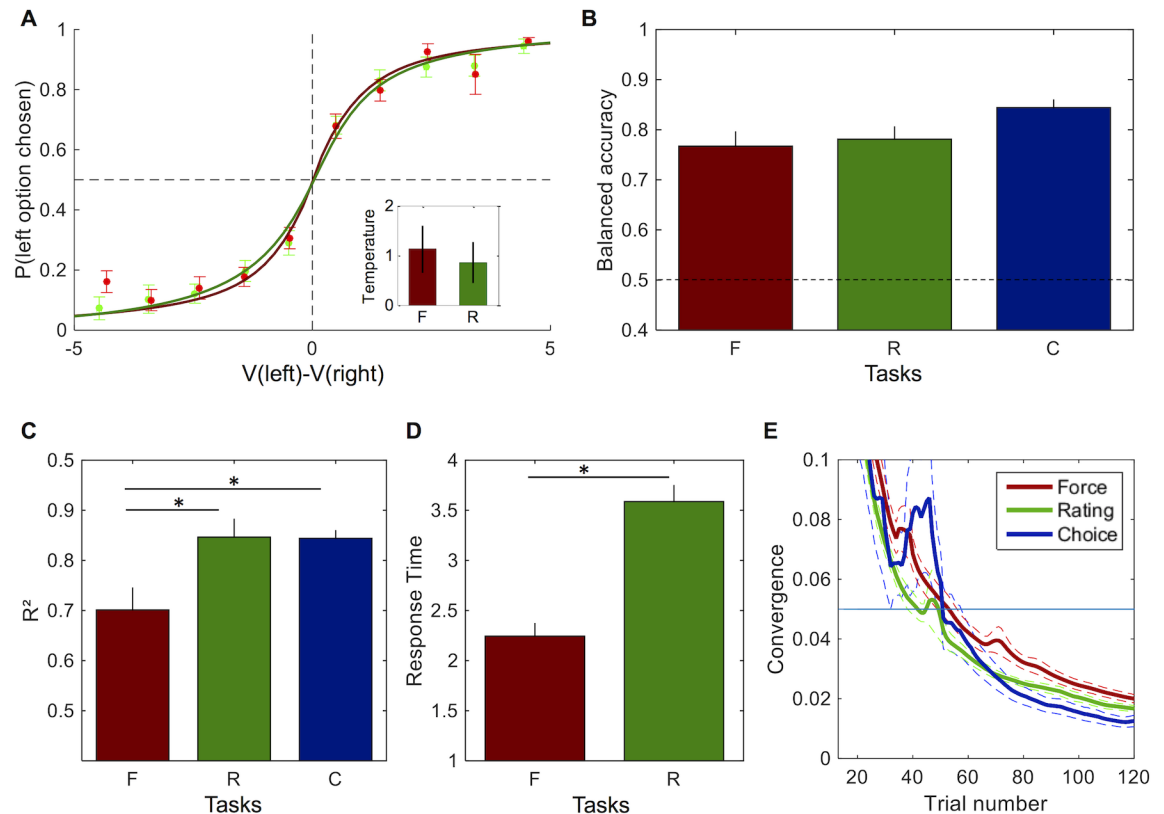 A
P(left option chosen)
1
0.8
0.6
0.4
0.2
0
-5
0
5
V(left)-V(right)
Temperature
2
1
0
F
R
B
Balanced accuracy
1
0.9
0.8
0.7
0.6
0.5
0.4
F
R
C
Tasks
C
R²
0.5
0.9
0.8
0.7
0.6
0.5
*
*
F
R
C
Tasks
D
Response Time
4
3.5
3
2.5
2
1.5
1
*
F
R
Tasks
E
Convergence
0.1
0.08
0.06
0.04
0.02
0
20
40
60
80
100
120
Trial number
Force
Rating
Choice